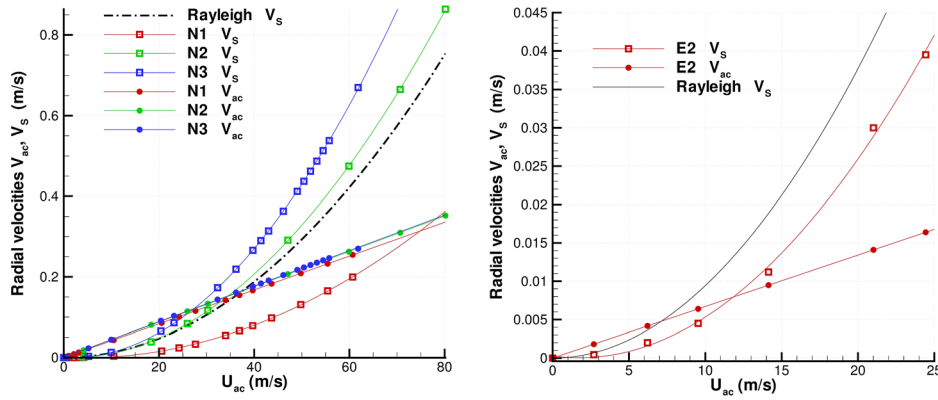 Rayleigh V_S
N1 V_S
N2 V_S
N3 V_S
N1 V_ac
N2 V_ac
N3 V_ac
0.8
0.6
0.4
0.2
0
0 20 40 60 80
U_ac (m/s)
Radial velocities V_ac, V_S (m/s)
E2 V_S
E2 V_ac
Rayleigh V_S
0.045
0.04
0.035
0.03
0.025
0.02
0.015
0.01
0.005
0
0 5 10 15 20 25
U_ac (m/s)
Radial velocities V_ac, V_S (m/s)